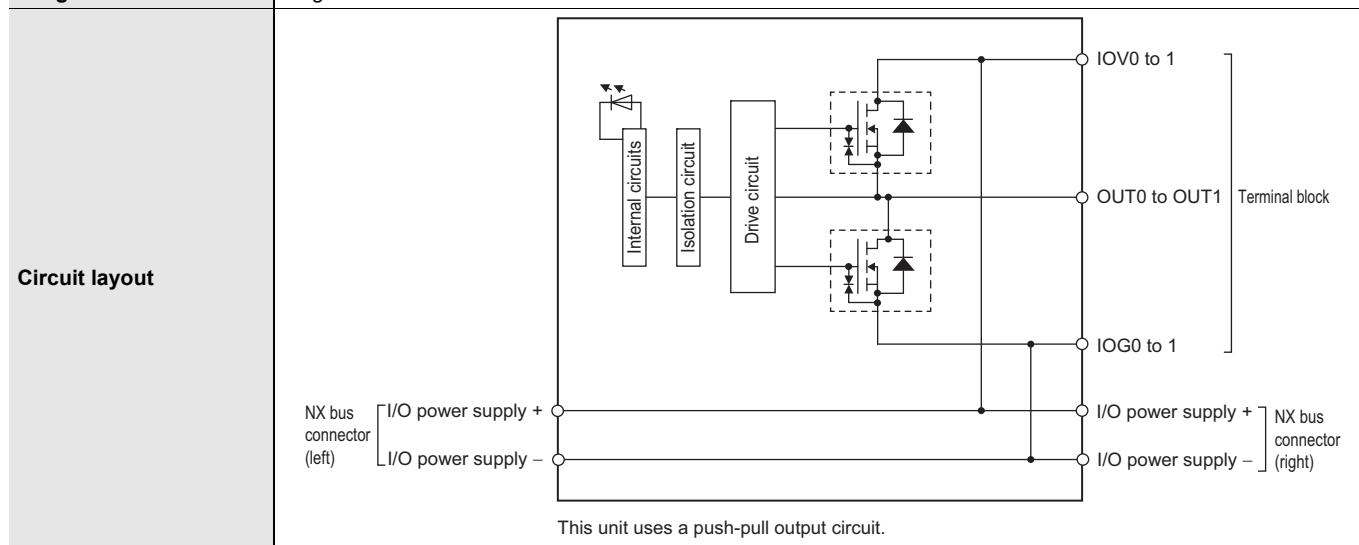 Circuit layout
Internal circuits
Isolation circuit
Drive circuit
IOV0 to 1
OUT0 to OUT1
Terminal block
IOG0 to 1
NX bus
connector
(left)
I/O power supply +
I/O power supply –
I/O power supply +
I/O power supply –
NX bus
connector
(right)
This unit uses a push-pull output circuit.